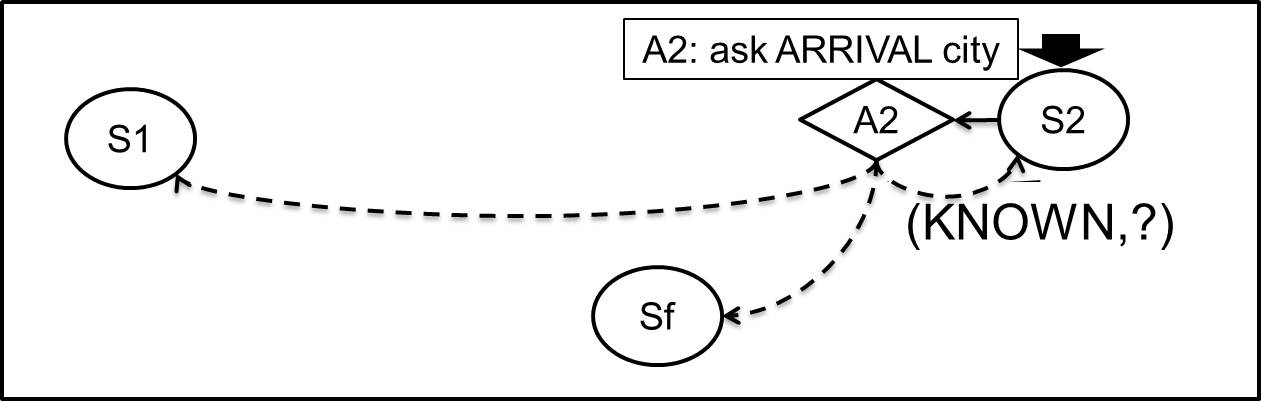 A2: ask ARRIVAL city
S1
A2
S2
(KNOWN,?)
Sf